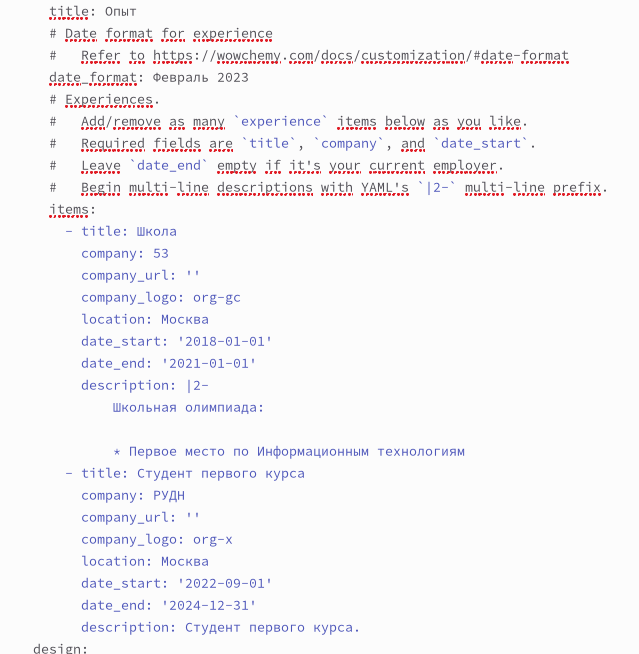 title: Опыт
# Date format for experience
#   Refer to https://wowchemy.com/docs/customization/#date-format
date_format: Февраль 2023
# Experiences.
#   Add/remove as many `experience` items below as you like.
#   Required fields are `title`, `company`, and `date_start`.
#   Leave `date_end` empty if it's your current employer.
#   Begin multi-line descriptions with YAML's `|2-` multi-line prefix.
items:
  - title: Школа
    company: 53
    company_url: ''
    company_logo: org-gc
    location: Москва
    date_start: '2018-01-01'
    date_end: '2021-01-01'
    description: |2-
        Школьная олимпиада:

        * Первое место по Информационным технологиям
  - title: Студент первого курса
    company: РУДН
    company_url: ''
    company_logo: org-x
    location: Москва
    date_start: '2022-09-01'
    date_end: '2024-12-31'
    description: Студент первого курса.
design: